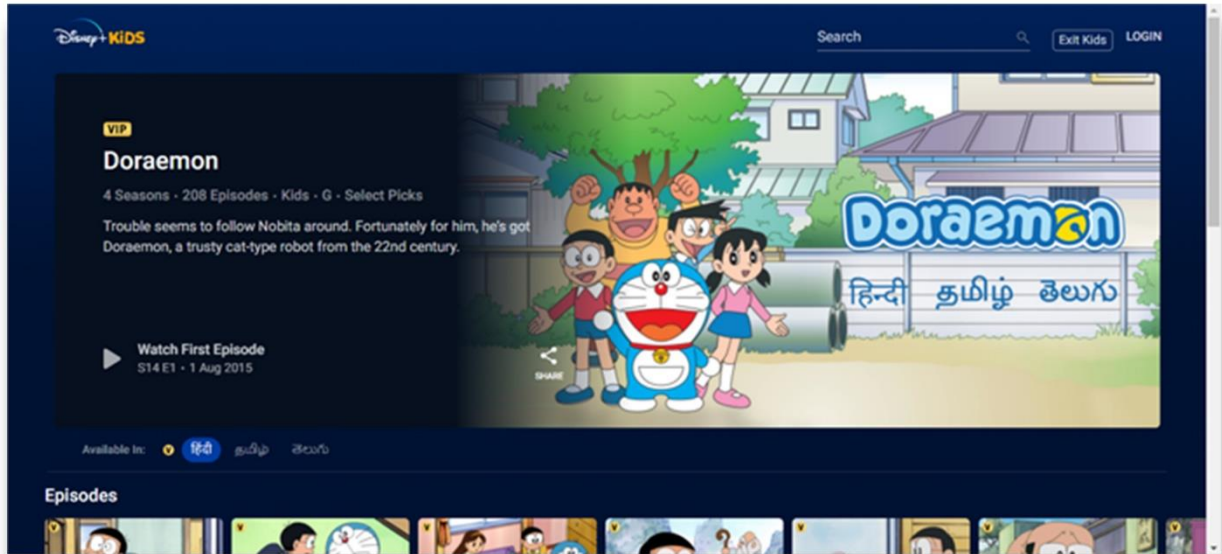 Disney+ KiDS
Search
Exit Kids
LOGIN
VIP
Doraemon
4 Seasons • 208 Episodes • Kids • G • Select Picks
Trouble seems to follow Nobita around. Fortunately for him, he's got
Doraemon, a trusty cat-type robot from the 22nd century.
Doraemon
हिन्दी தமிழ் తెలుగు
Watch First Episode
S14 E1 • 1 Aug 2015
SHARE
Available In: हिंदी தமிழ் తెలుగు
Episodes